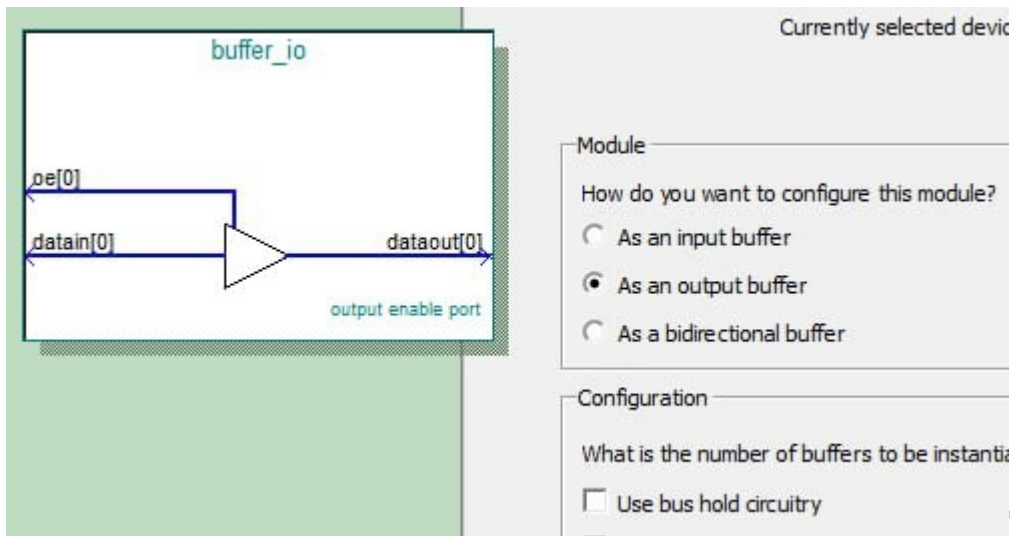 buffer_io
oe[0]
datain[0]
dataout[0]
output enable port
Currently selected devic
Module
How do you want to configure this module?
As an input buffer
As an output buffer
As a bidirectional buffer
Configuration
What is the number of buffers to be instantia
Use bus hold circuitry